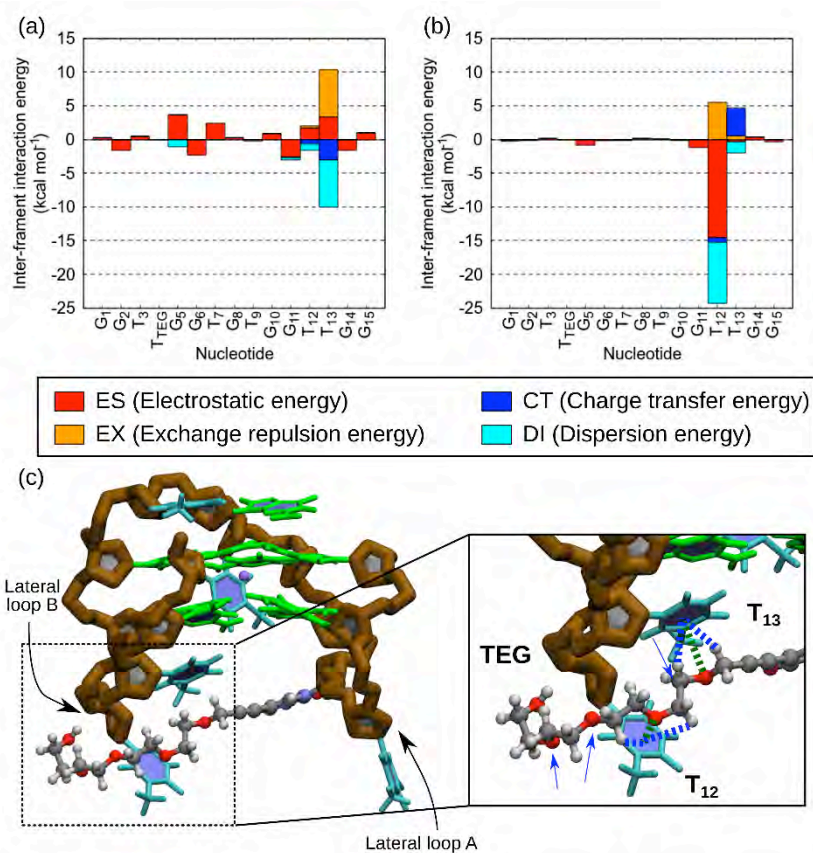 (a)
Inter-frament interaction energy
(kcal mol⁻¹)
15
10
5
0
-5
-10
-15
-20
-25
G₁ G₂ T₃ T_TEG G₅ G₆ T₇ G₈ T₉ G₁₀ G₁₁ T₁₂ T₁₃ G₁₄ G₁₅
Nucleotide
(b)
Inter-frament interaction energy
(kcal mol⁻¹)
15
10
5
0
-5
-10
-15
-20
-25
G₁ G₂ T₃ T_TEG G₅ G₆ T₇ G₈ T₉ G₁₀ G₁₁ T₁₂ T₁₃ G₁₄ G₁₅
Nucleotide
ES (Electrostatic energy)
CT (Charge transfer energy)
EX (Exchange repulsion energy)
DI (Dispersion energy)
(c)
Lateral
loop B
Lateral loop A
TEG
T₁₃
T₁₂